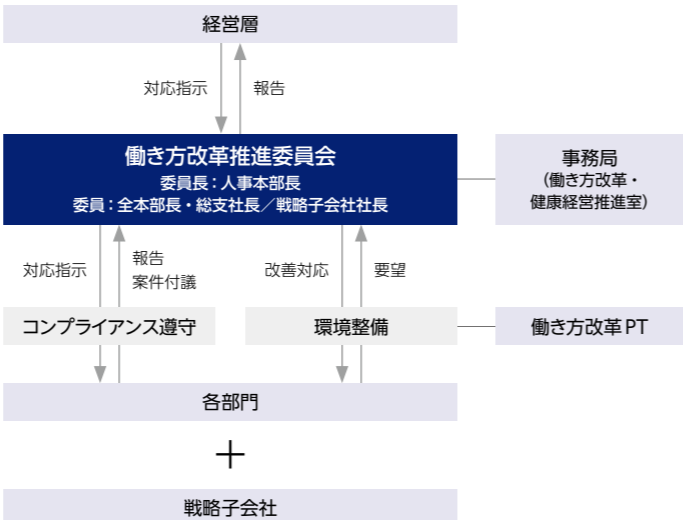 経営層
対応指示
報告
働き方改革推進委員会
委員長：人事本部長
委員：全本部長・総支社長／戦略子会社社長
事務局
（働き方改革・
健康経営推進室）
対応指示
報告
案件付議
改善対応
要望
コンプライアンス遵守
環境整備
働き方改革 PT
各部門
＋
戦略子会社